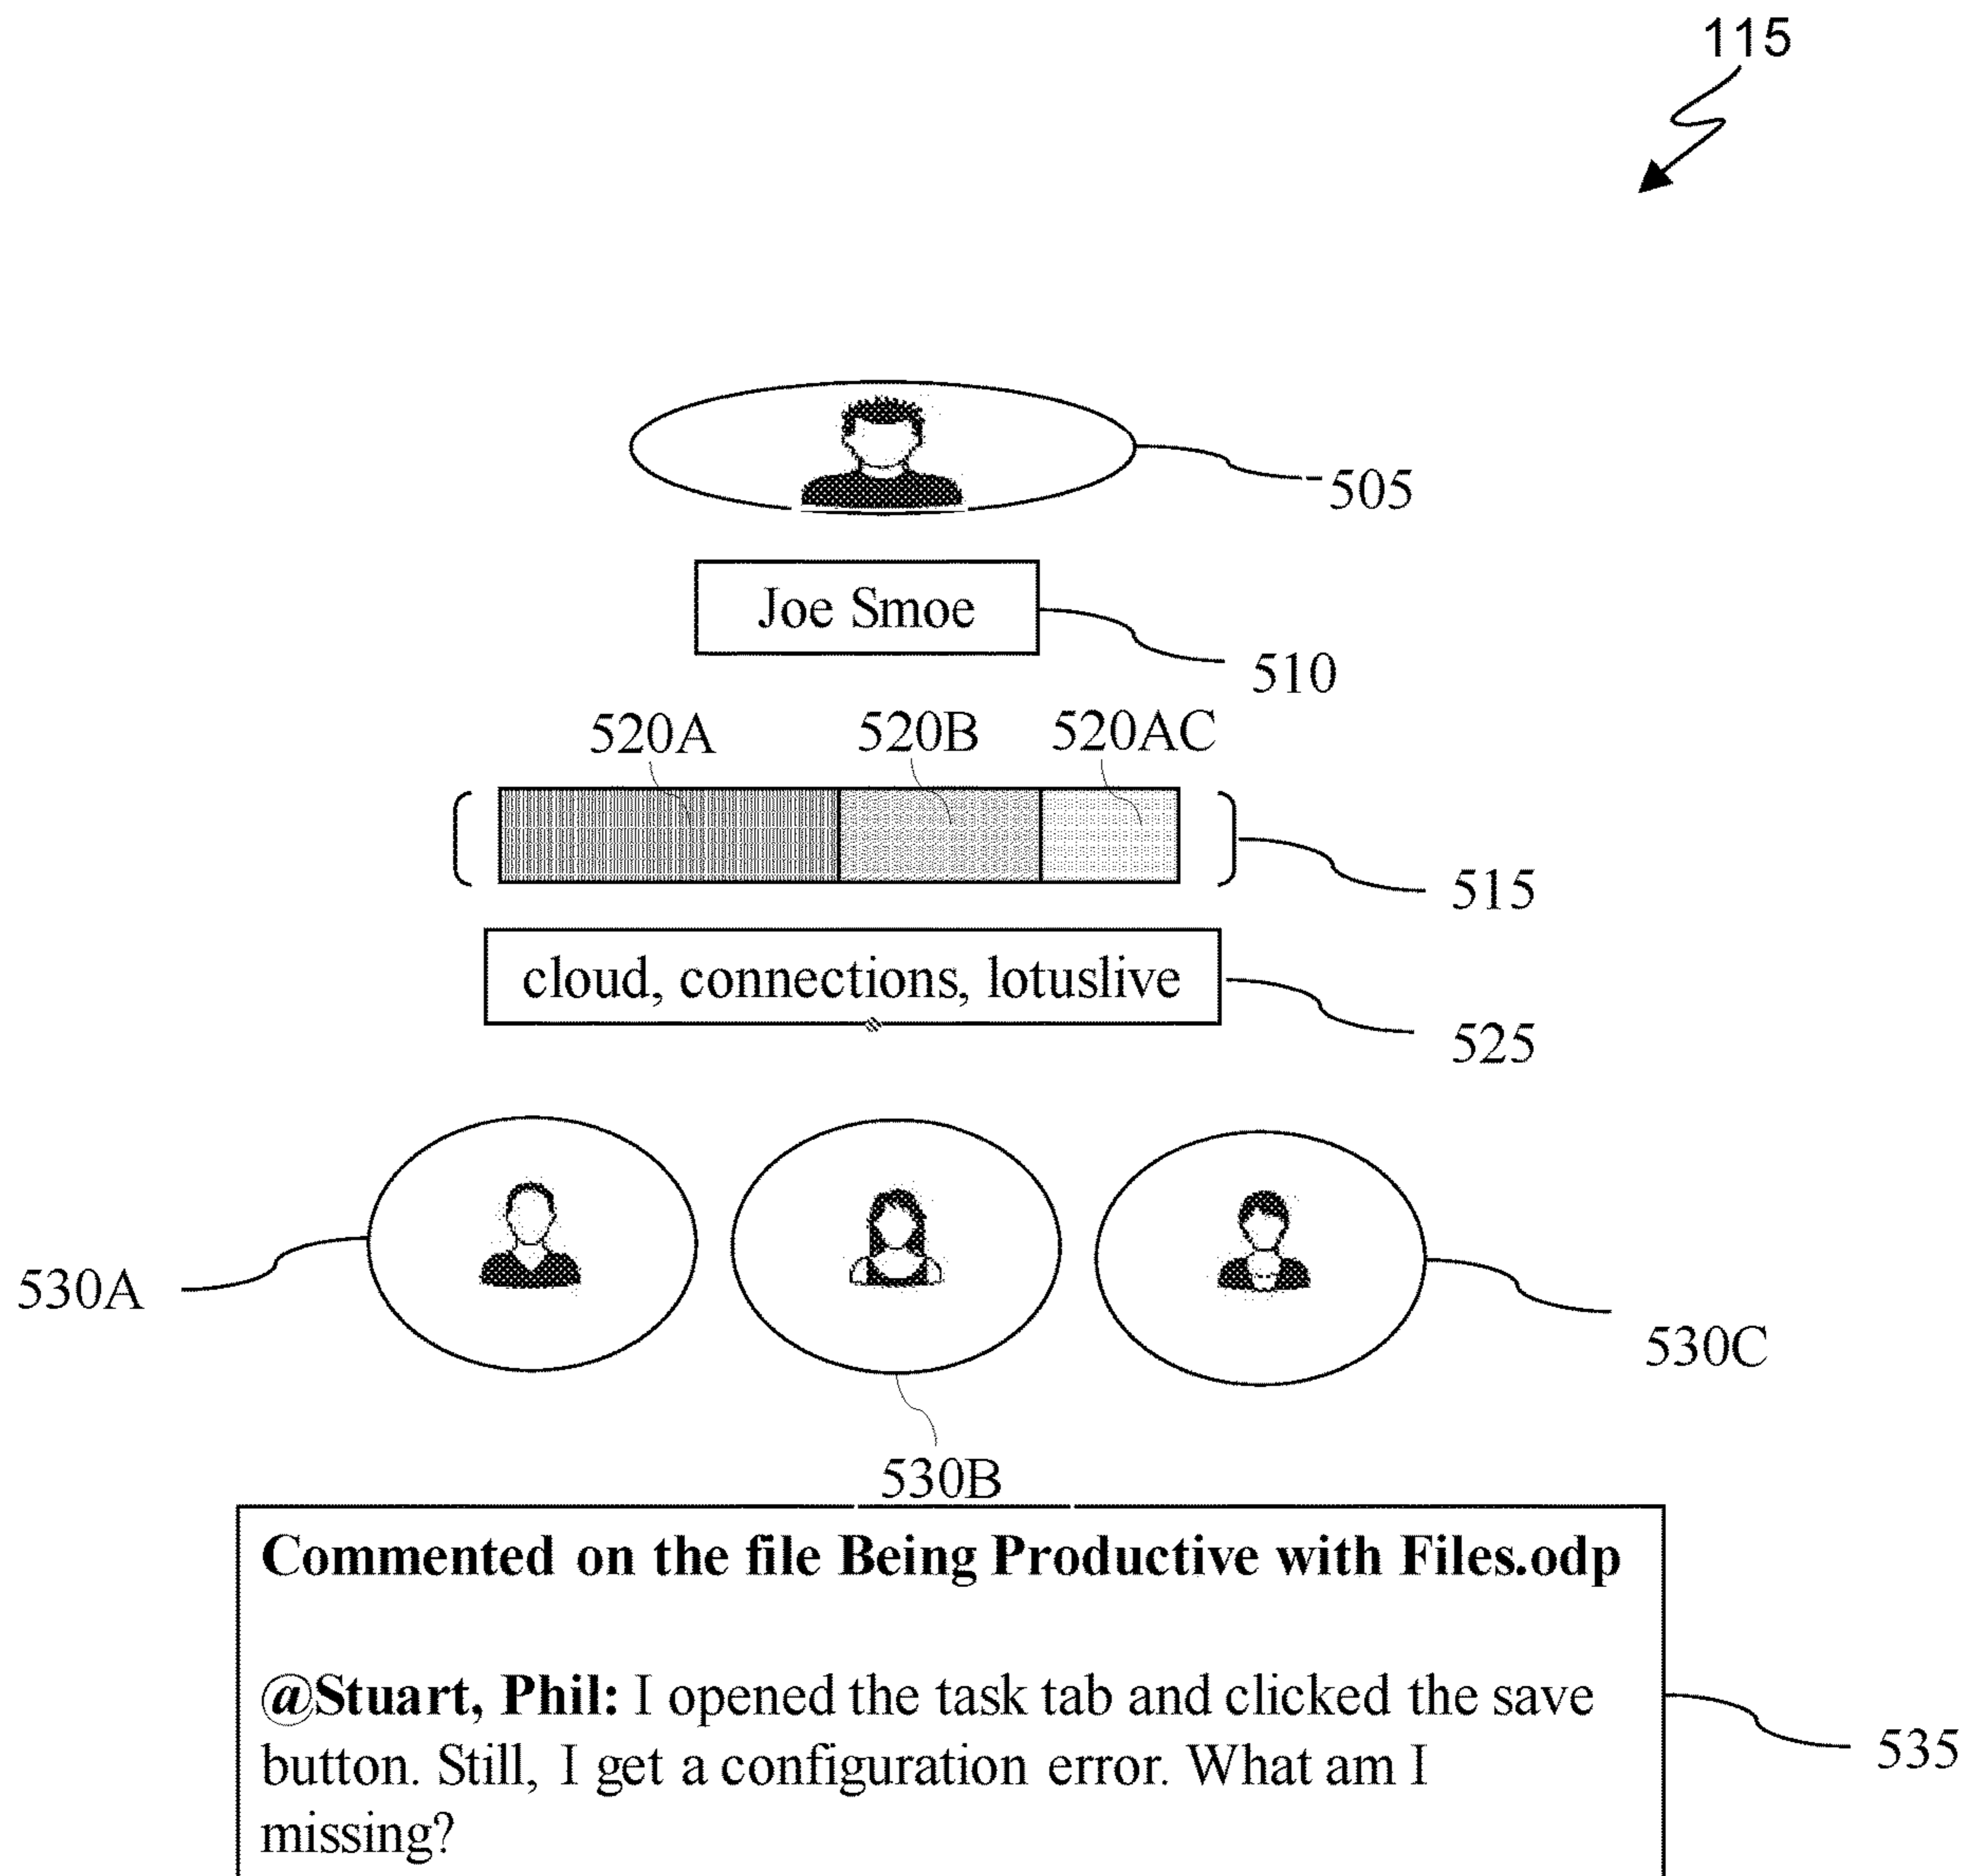 115
505
Joe Smoe
510
520A 520B 520AC
515
cloud, connections, lotuslive
525
530A
530C
530B
Commented on the file Being Productive with Files.odp
@Stuart, Phil: I opened the task tab and clicked the save
button. Still, I get a configuration error. What am I
missing?
535